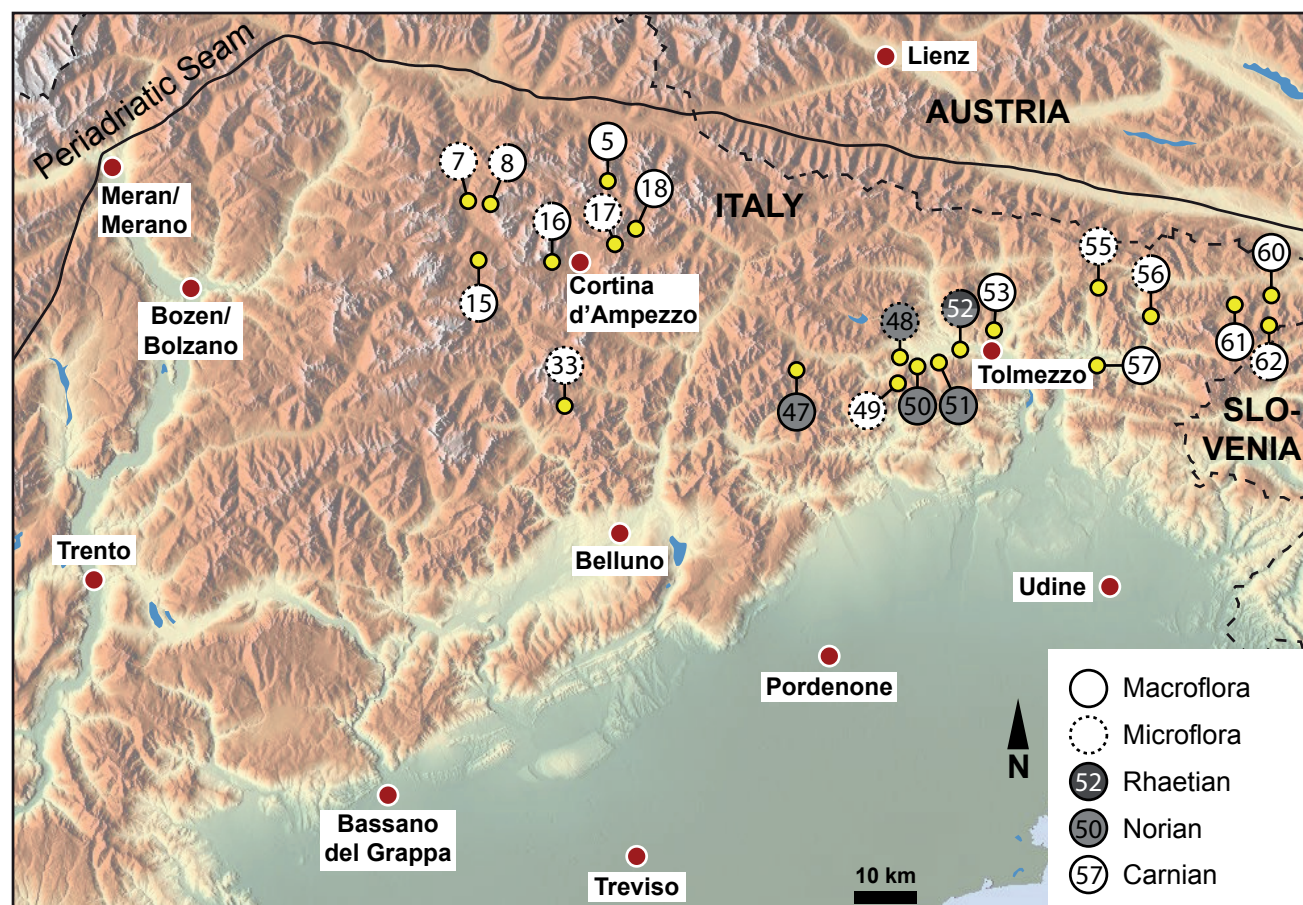 Periadriatic Seam
Lienz
AUSTRIA
Meran/
Merano
7
8
5
18
17
16
ITALY
15
Cortina
d'Ampezzo
Bozen/
Bolzano
55
56
60
48
52
53
61
62
33
Tolmezzo
57
47
49
50
51
SLO-
VENIA
Trento
Belluno
Udine
Pordenone
Bassano
del Grappa
Treviso
10 km
N
Macroflora
Microflora
52 Rhaetian
50 Norian
57 Carnian